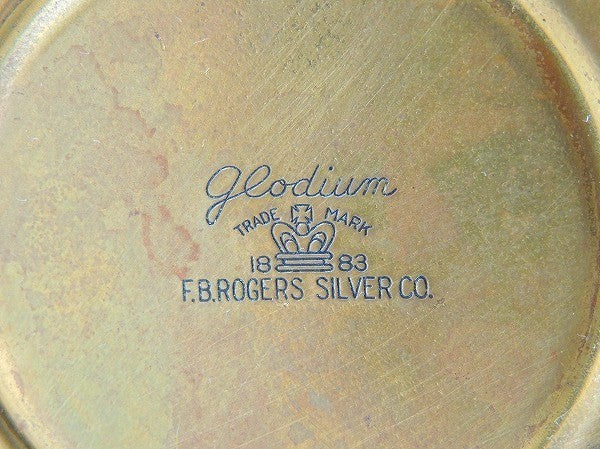 glodium
TRADE MARK
18 83
F.B.ROGERS SILVER CO.